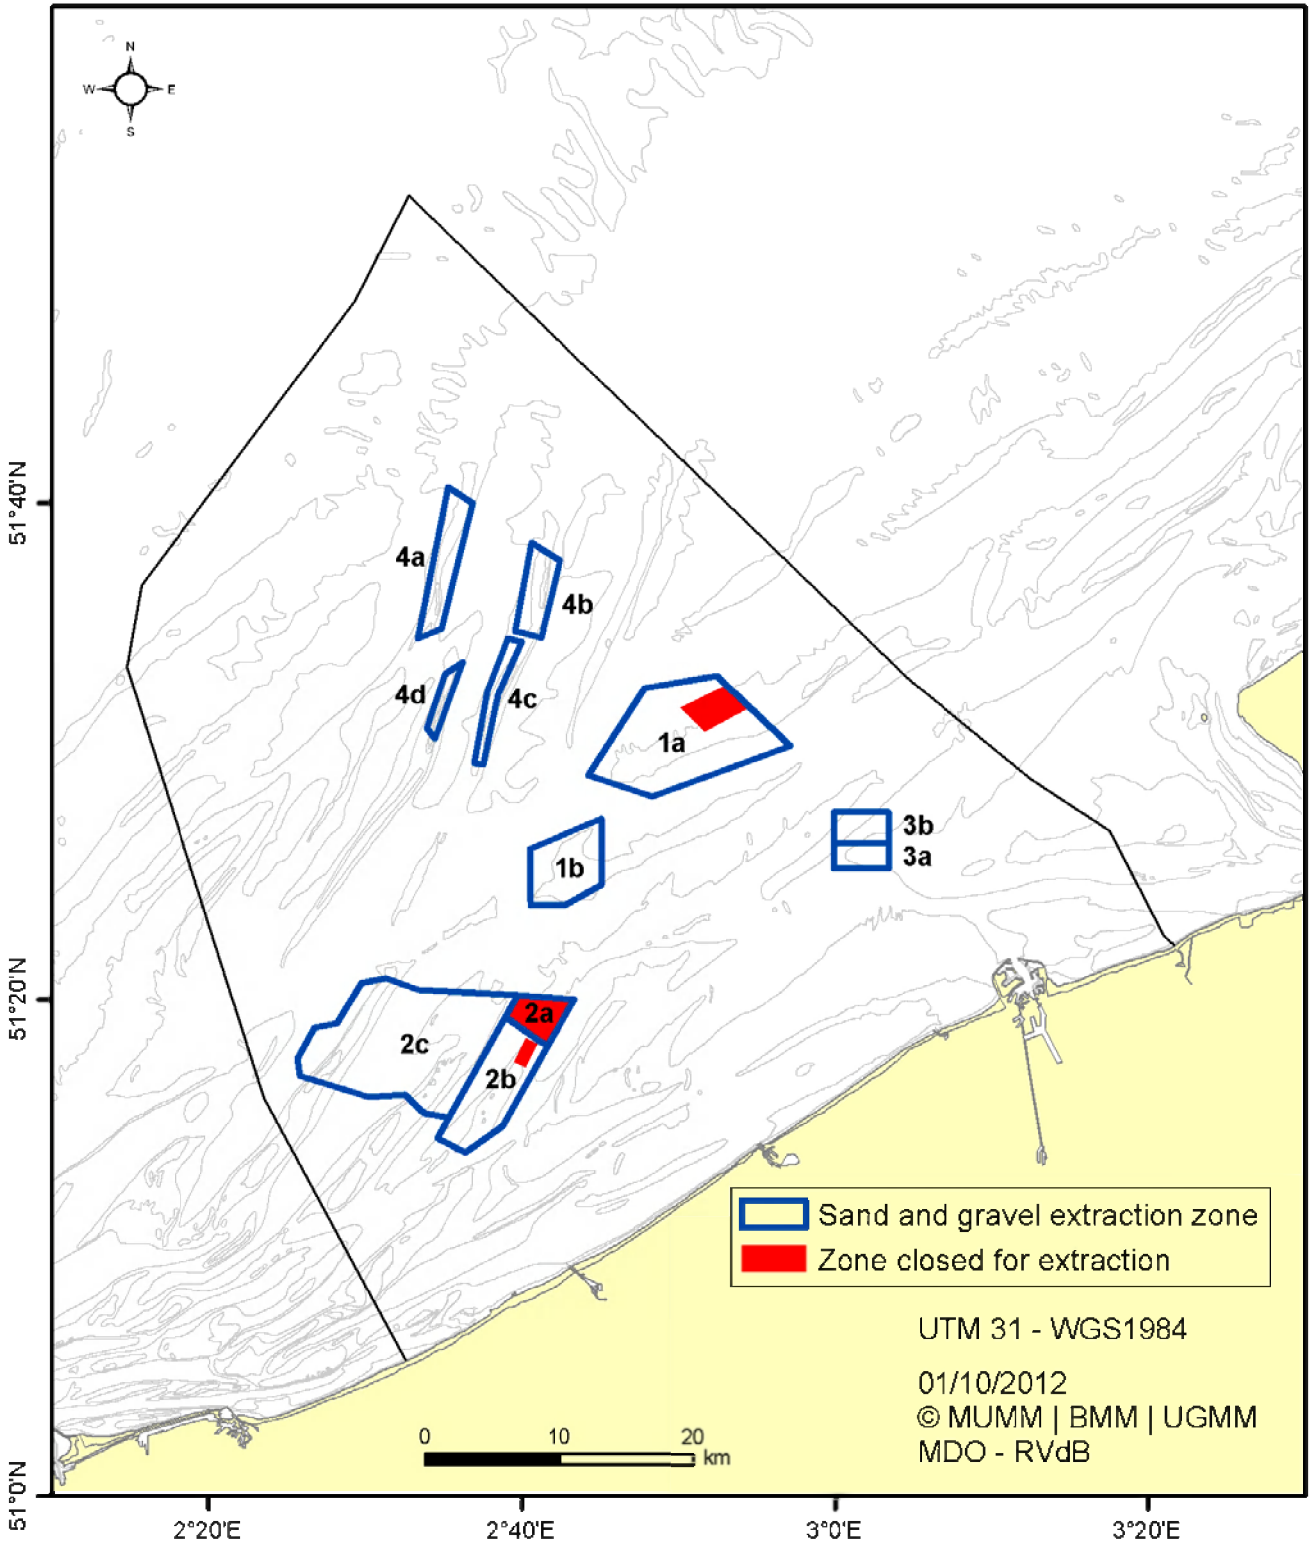 N
W E
S
51°40'N
4a
4b
4d
4c
1a
3b
3a
1b
51°20'N
2a
2c
2b
Sand and gravel extraction zone
Zone closed for extraction
UTM 31 - WGS1984
01/10/2012
© MUMM | BMM | UGMM
MDO - RVdB
0 10 20
km
51°0'N
2°20'E 2°40'E 3°0'E 3°20'E